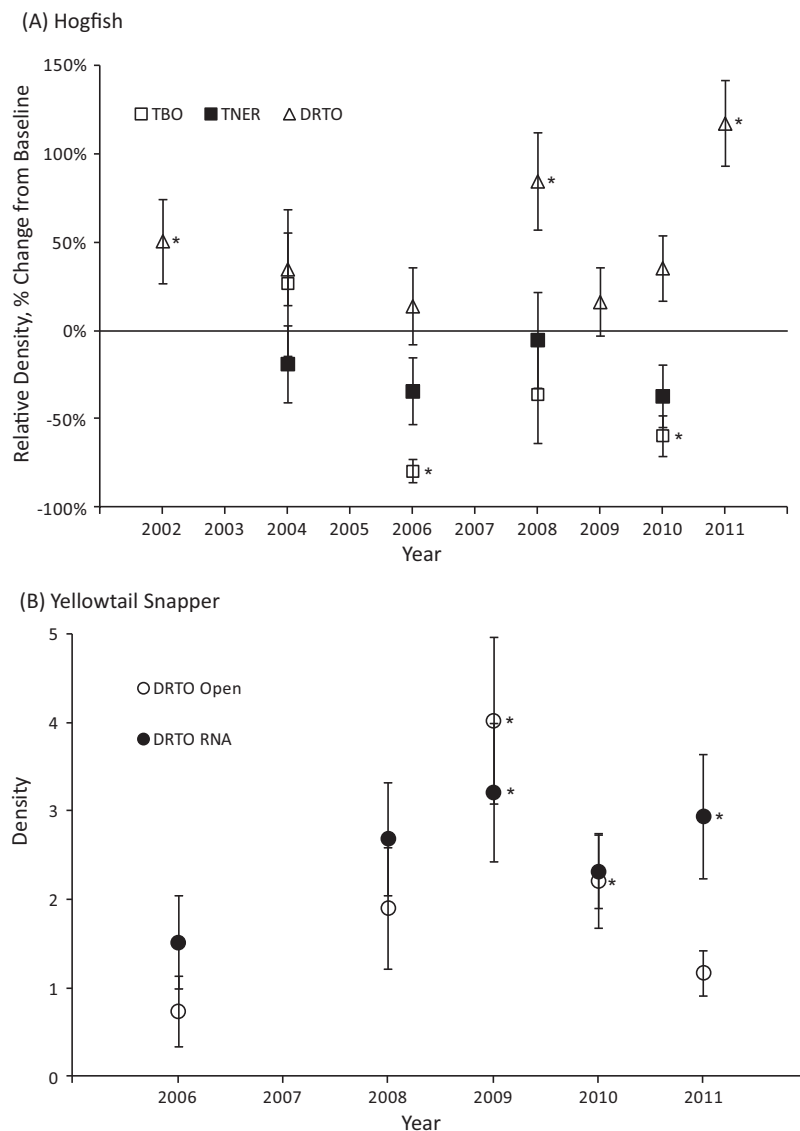 (A) Hogfish
150%
100%
50%
0%
-50%
-100%
Relative Density, % Change from Baseline
TBO TNER DRTO
*
*
*
*
*
2002 2003 2004 2005 2006 2007 2008 2009 2010 2011
Year
(B) Yellowtail Snapper
5
4
3
2
1
0
Density
DRTO Open
DRTO RNA
*
*
*
*
2006 2007 2008 2009 2010 2011
Year